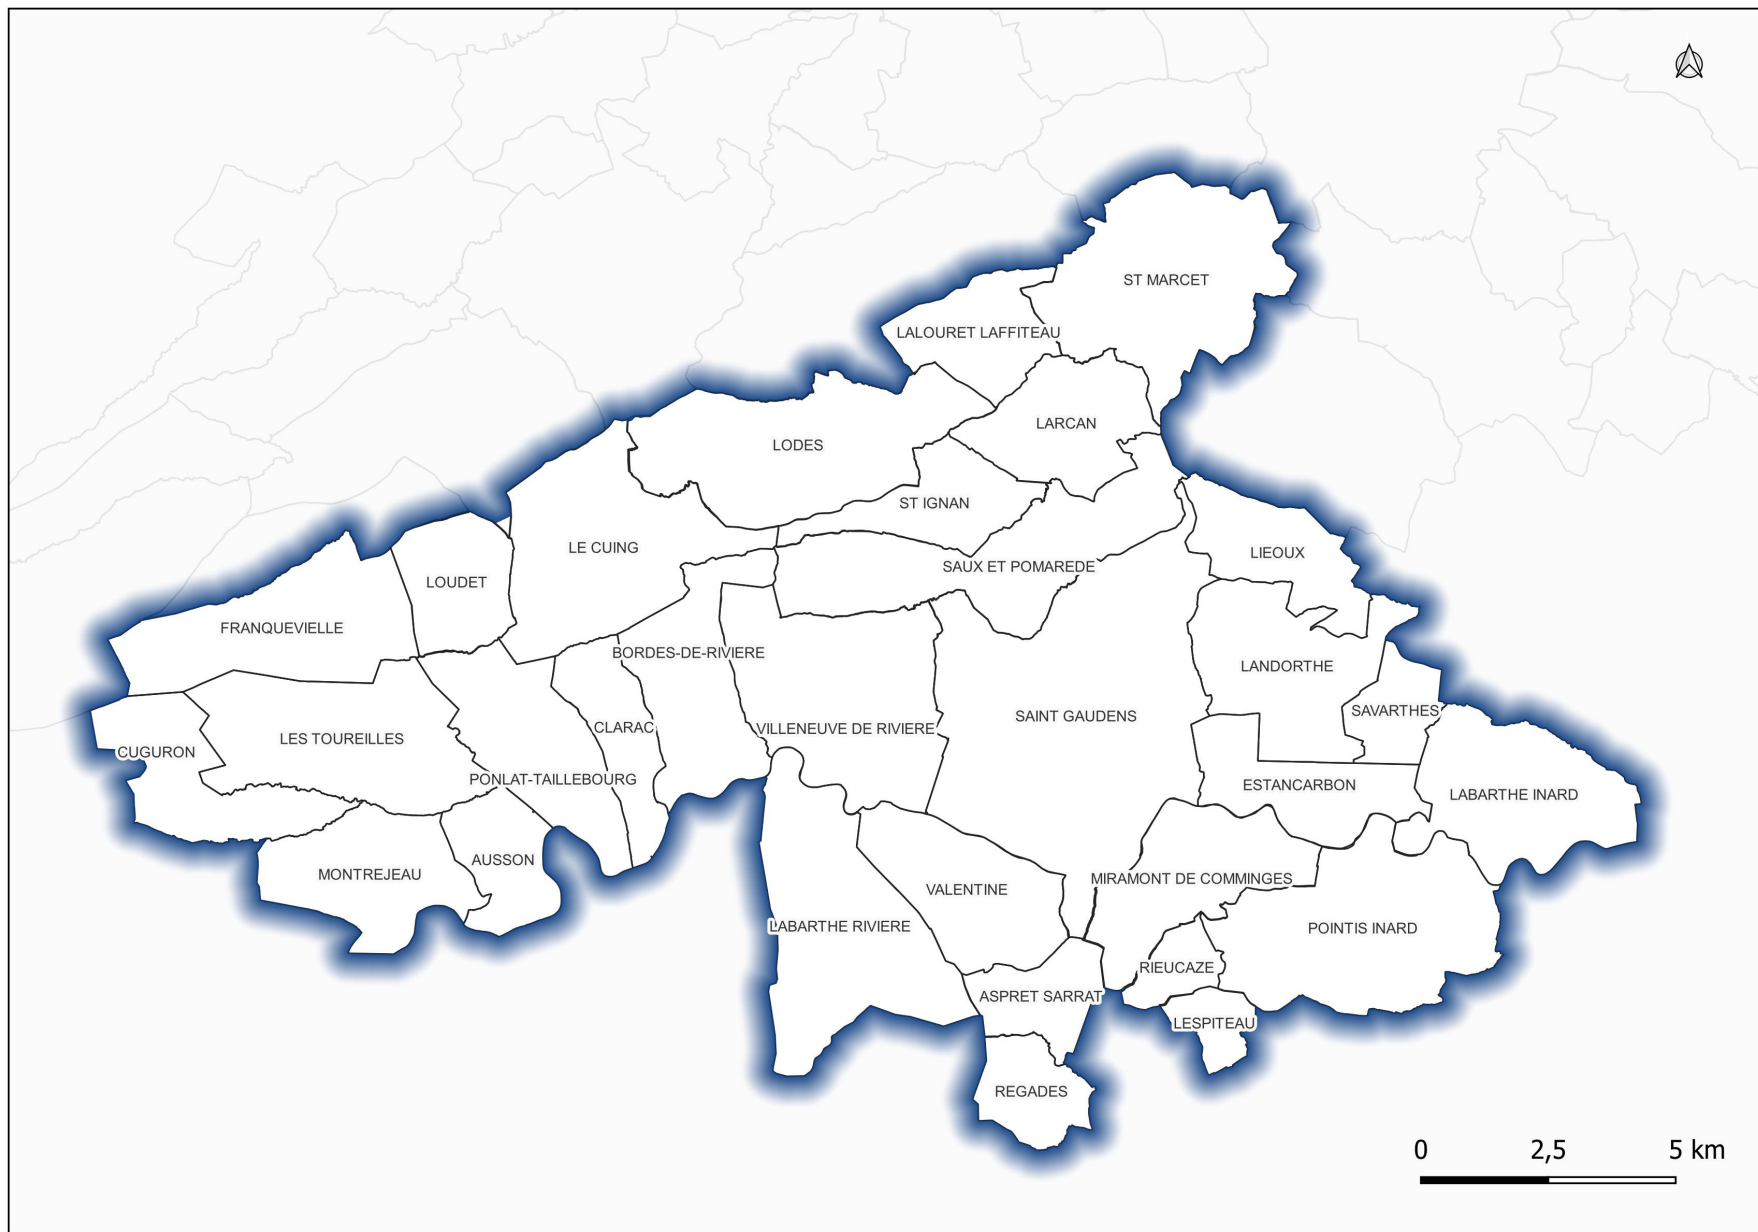 ST MARCET
LALOURET LAFFITEAU
LARCAN
LODES
ST IGNAN
LE CUING
LIEOUX
SAUX ET POMAREDE
LOUDET
FRANQUEVIELLE
BORDES-DE-RIVIERE
LANDORTHE
SAVARTHES
SAINT GAUDENS
CLARAC
VILLENEUVE DE RIVIERE
LES TOUREILLES
CUGURON
PONLAT-TAILLEBOURG
ESTANCARBON
LABARTHE INARD
AUSSON
MONTREJEAU
MIRAMONT DE COMMINGES
VALENTINE
LABARTHE RIVIERE
POINTIS INARD
RIEUCAZE
ASPRET SARRAT
LESPITEAU
REGADES
0 2,5 5 km